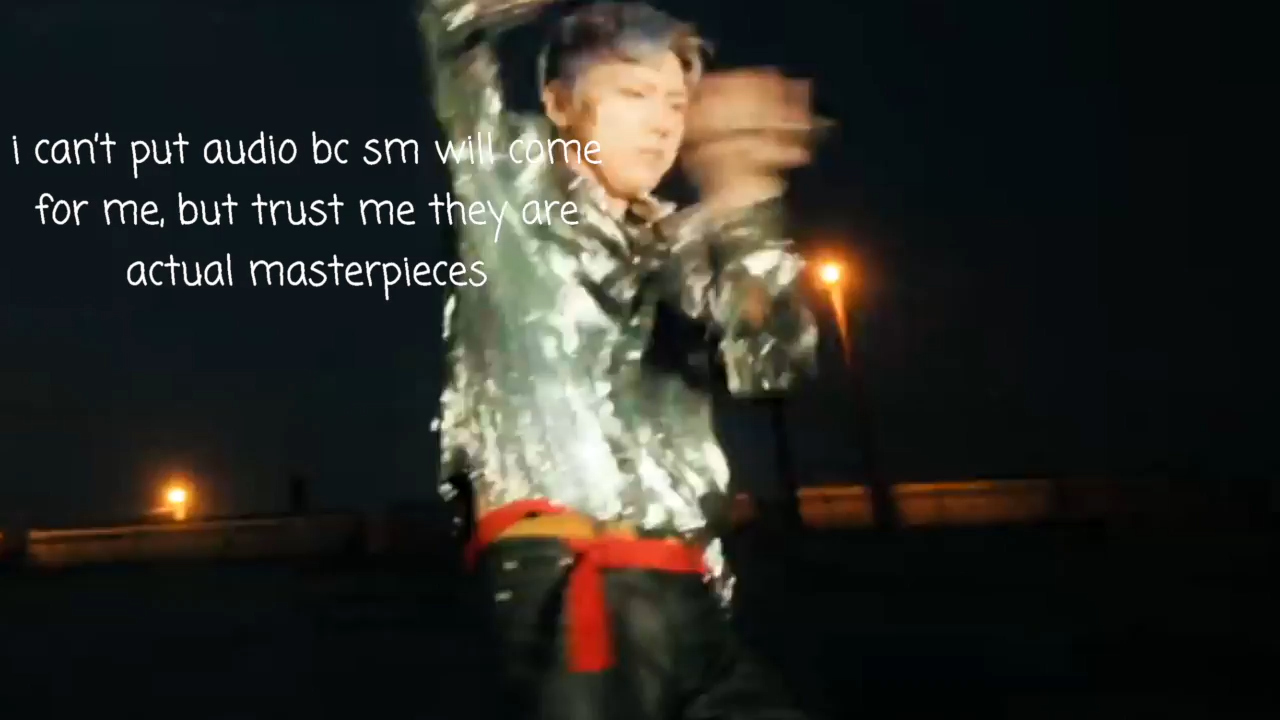 i can't put audio bc sm will come
for me, but trust me they are
actual masterpieces